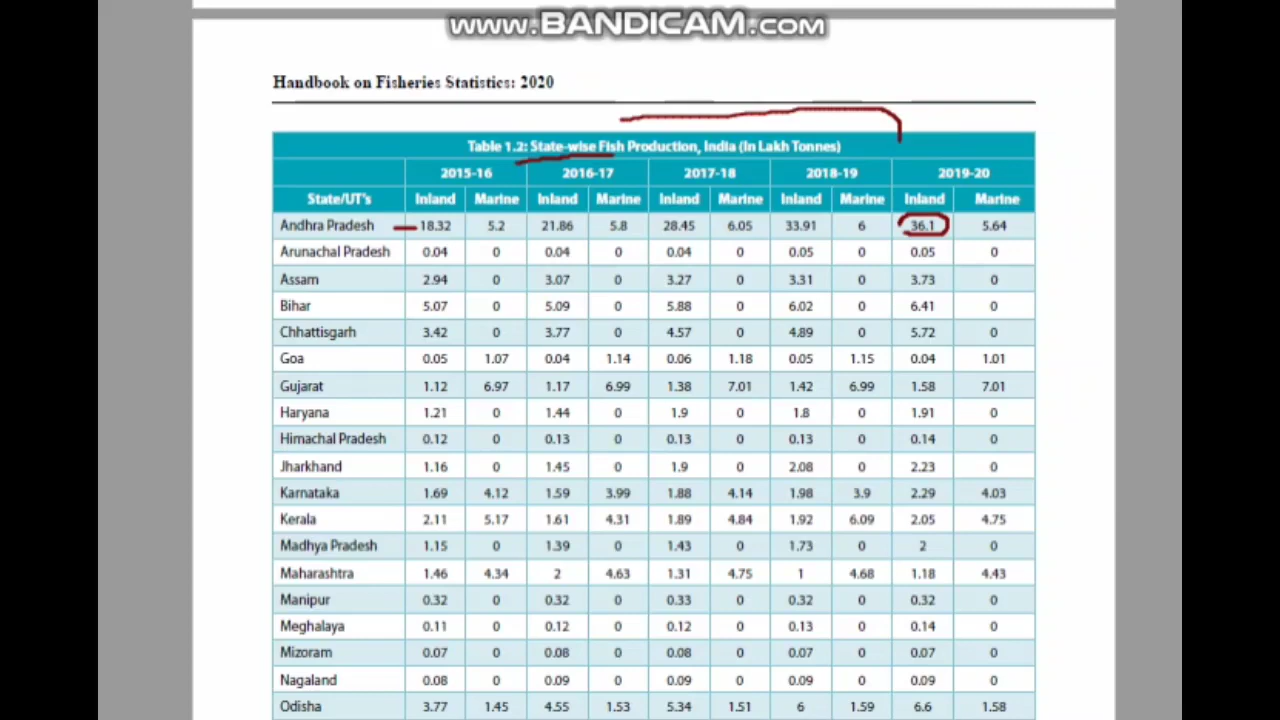 www.BANDICAM.com
Handbook on Fisheries Statistics: 2020
Table 1.2: State-wise Fish Production, India (In Lakh Tonnes)
2015-16 2016-17 2017-18 2018-19 2019-20
State/UT's Inland Marine Inland Marine Inland Marine Inland Marine Inland Marine
Andhra Pradesh 18.32 5.2 21.86 5.8 28.45 6.05 33.91 6 36.1 5.64
Arunachal Pradesh 0.04 0 0.04 0 0.04 0 0.05 0 0.05 0
Assam 2.94 0 3.07 0 3.27 0 3.31 0 3.73 0
Bihar 5.07 0 5.09 0 5.88 0 6.02 0 6.41 0
Chhattisgarh 3.42 0 3.77 0 4.57 0 4.89 0 5.72 0
Goa 0.05 1.07 0.04 1.14 0.06 1.18 0.05 1.15 0.04 1.01
Gujarat 1.12 6.97 1.17 6.99 1.38 7.01 1.42 6.99 1.58 7.01
Haryana 1.21 0 1.44 0 1.9 0 1.8 0 1.91 0
Himachal Pradesh 0.12 0 0.13 0 0.13 0 0.13 0 0.14 0
Jharkhand 1.16 0 1.45 0 1.9 0 2.08 0 2.23 0
Karnataka 1.69 4.12 1.59 3.99 1.88 4.14 1.98 3.9 2.29 4.03
Kerala 2.11 5.17 1.61 4.31 1.89 4.84 1.92 6.09 2.05 4.75
Madhya Pradesh 1.15 0 1.39 0 1.43 0 1.73 0 2 0
Maharashtra 1.46 4.34 2 4.63 1.31 4.75 1 4.68 1.18 4.43
Manipur 0.32 0 0.32 0 0.33 0 0.32 0 0.32 0
Meghalaya 0.11 0 0.12 0 0.12 0 0.13 0 0.14 0
Mizoram 0.07 0 0.08 0 0.08 0 0.07 0 0.07 0
Nagaland 0.08 0 0.09 0 0.09 0 0.09 0 0.09 0
Odisha 3.77 1.45 4.55 1.53 5.34 1.51 6 1.59 6.6 1.58